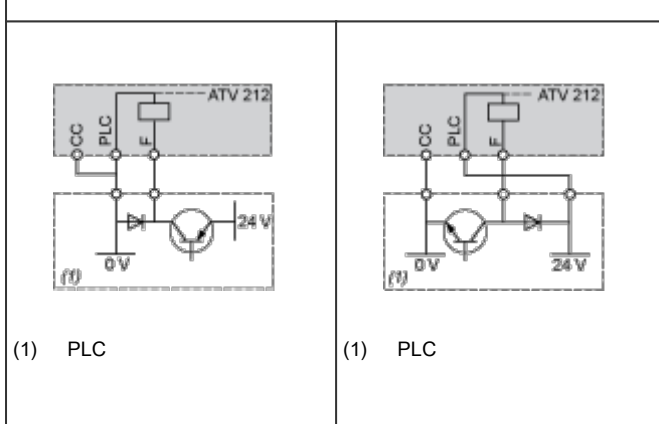 ATV 212
CC
PLC
F
0 V
24 V
(1)
(1) PLC
ATV 212
CC
PLC
F
0 V
24 V
(1)
(1) PLC